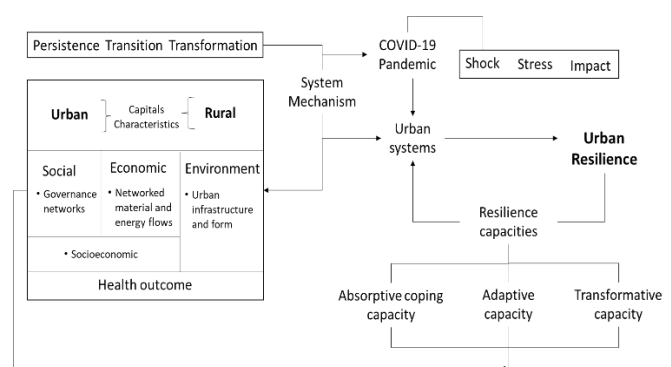 Persistence Transition Transformation
COVID-19
Pandemic
Shock Stress Impact
System
Mechanism
Urban
Capitals
Characteristics
Rural
Urban
systems
Urban
Resilience
Social
• Governance
networks
Economic
• Networked
material and
energy flows
Environment
• Urban
infrastructure
and form
• Socioeconomic
Health outcome
Resilience
capacities
Absorptive coping
capacity
Adaptive
capacity
Transformative
capacity